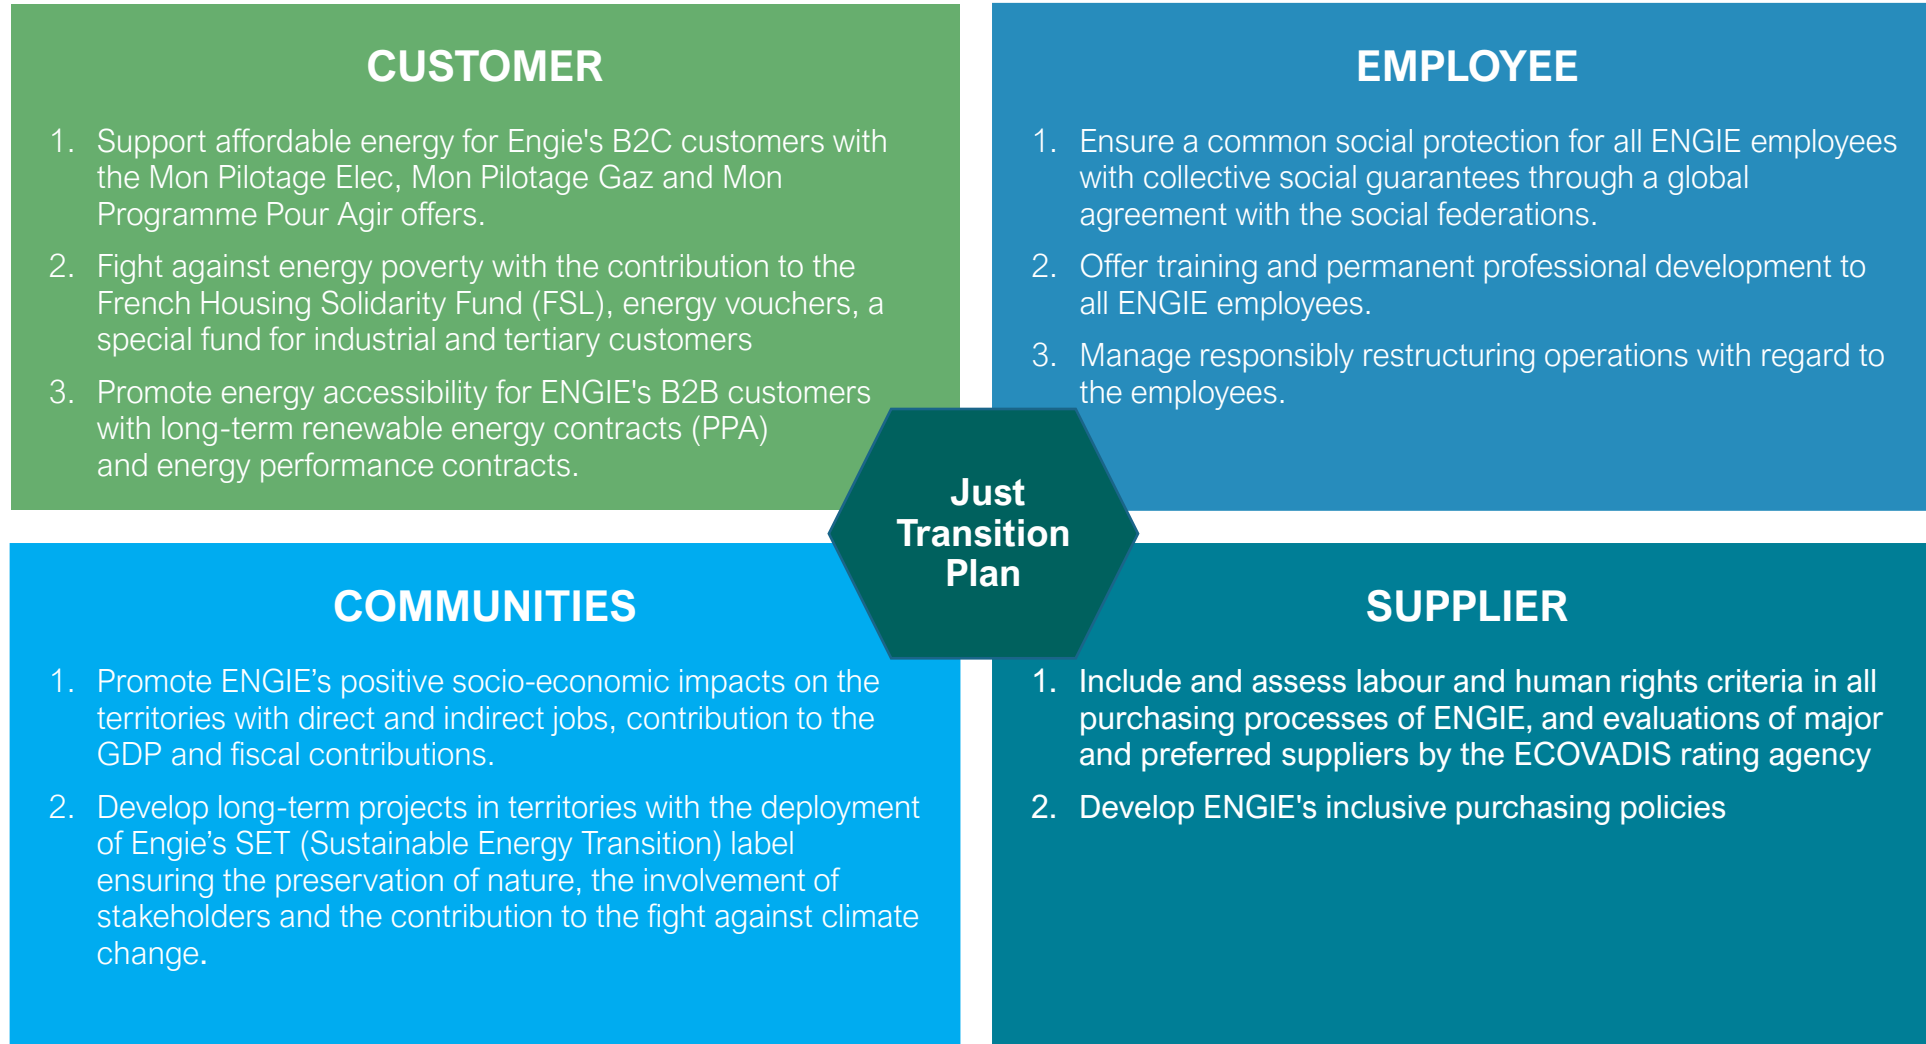 CUSTOMER
1. Support affordable energy for Engie's B2C customers with
the Mon Pilotage Elec, Mon Pilotage Gaz and Mon
Programme Pour Agir offers.
2. Fight against energy poverty with the contribution to the
French Housing Solidarity Fund (FSL), energy vouchers, a
special fund for industrial and tertiary customers
3. Promote energy accessibility for ENGIE's B2B customers
with long-term renewable energy contracts (PPA)
and energy performance contracts.
EMPLOYEE
1. Ensure a common social protection for all ENGIE employees
with collective social guarantees through a global
agreement with the social federations.
2. Offer training and permanent professional development to
all ENGIE employees.
3. Manage responsibly restructuring operations with regard to
the employees.
Just
Transition
Plan
COMMUNITIES
1. Promote ENGIE’s positive socio-economic impacts on the
territories with direct and indirect jobs, contribution to the
GDP and fiscal contributions.
2. Develop long-term projects in territories with the deployment
of Engie’s SET (Sustainable Energy Transition) label
ensuring the preservation of nature, the involvement of
stakeholders and the contribution to the fight against climate
change.
SUPPLIER
1. Include and assess labour and human rights criteria in all
purchasing processes of ENGIE, and evaluations of major
and preferred suppliers by the ECOVADIS rating agency
2. Develop ENGIE's inclusive purchasing policies